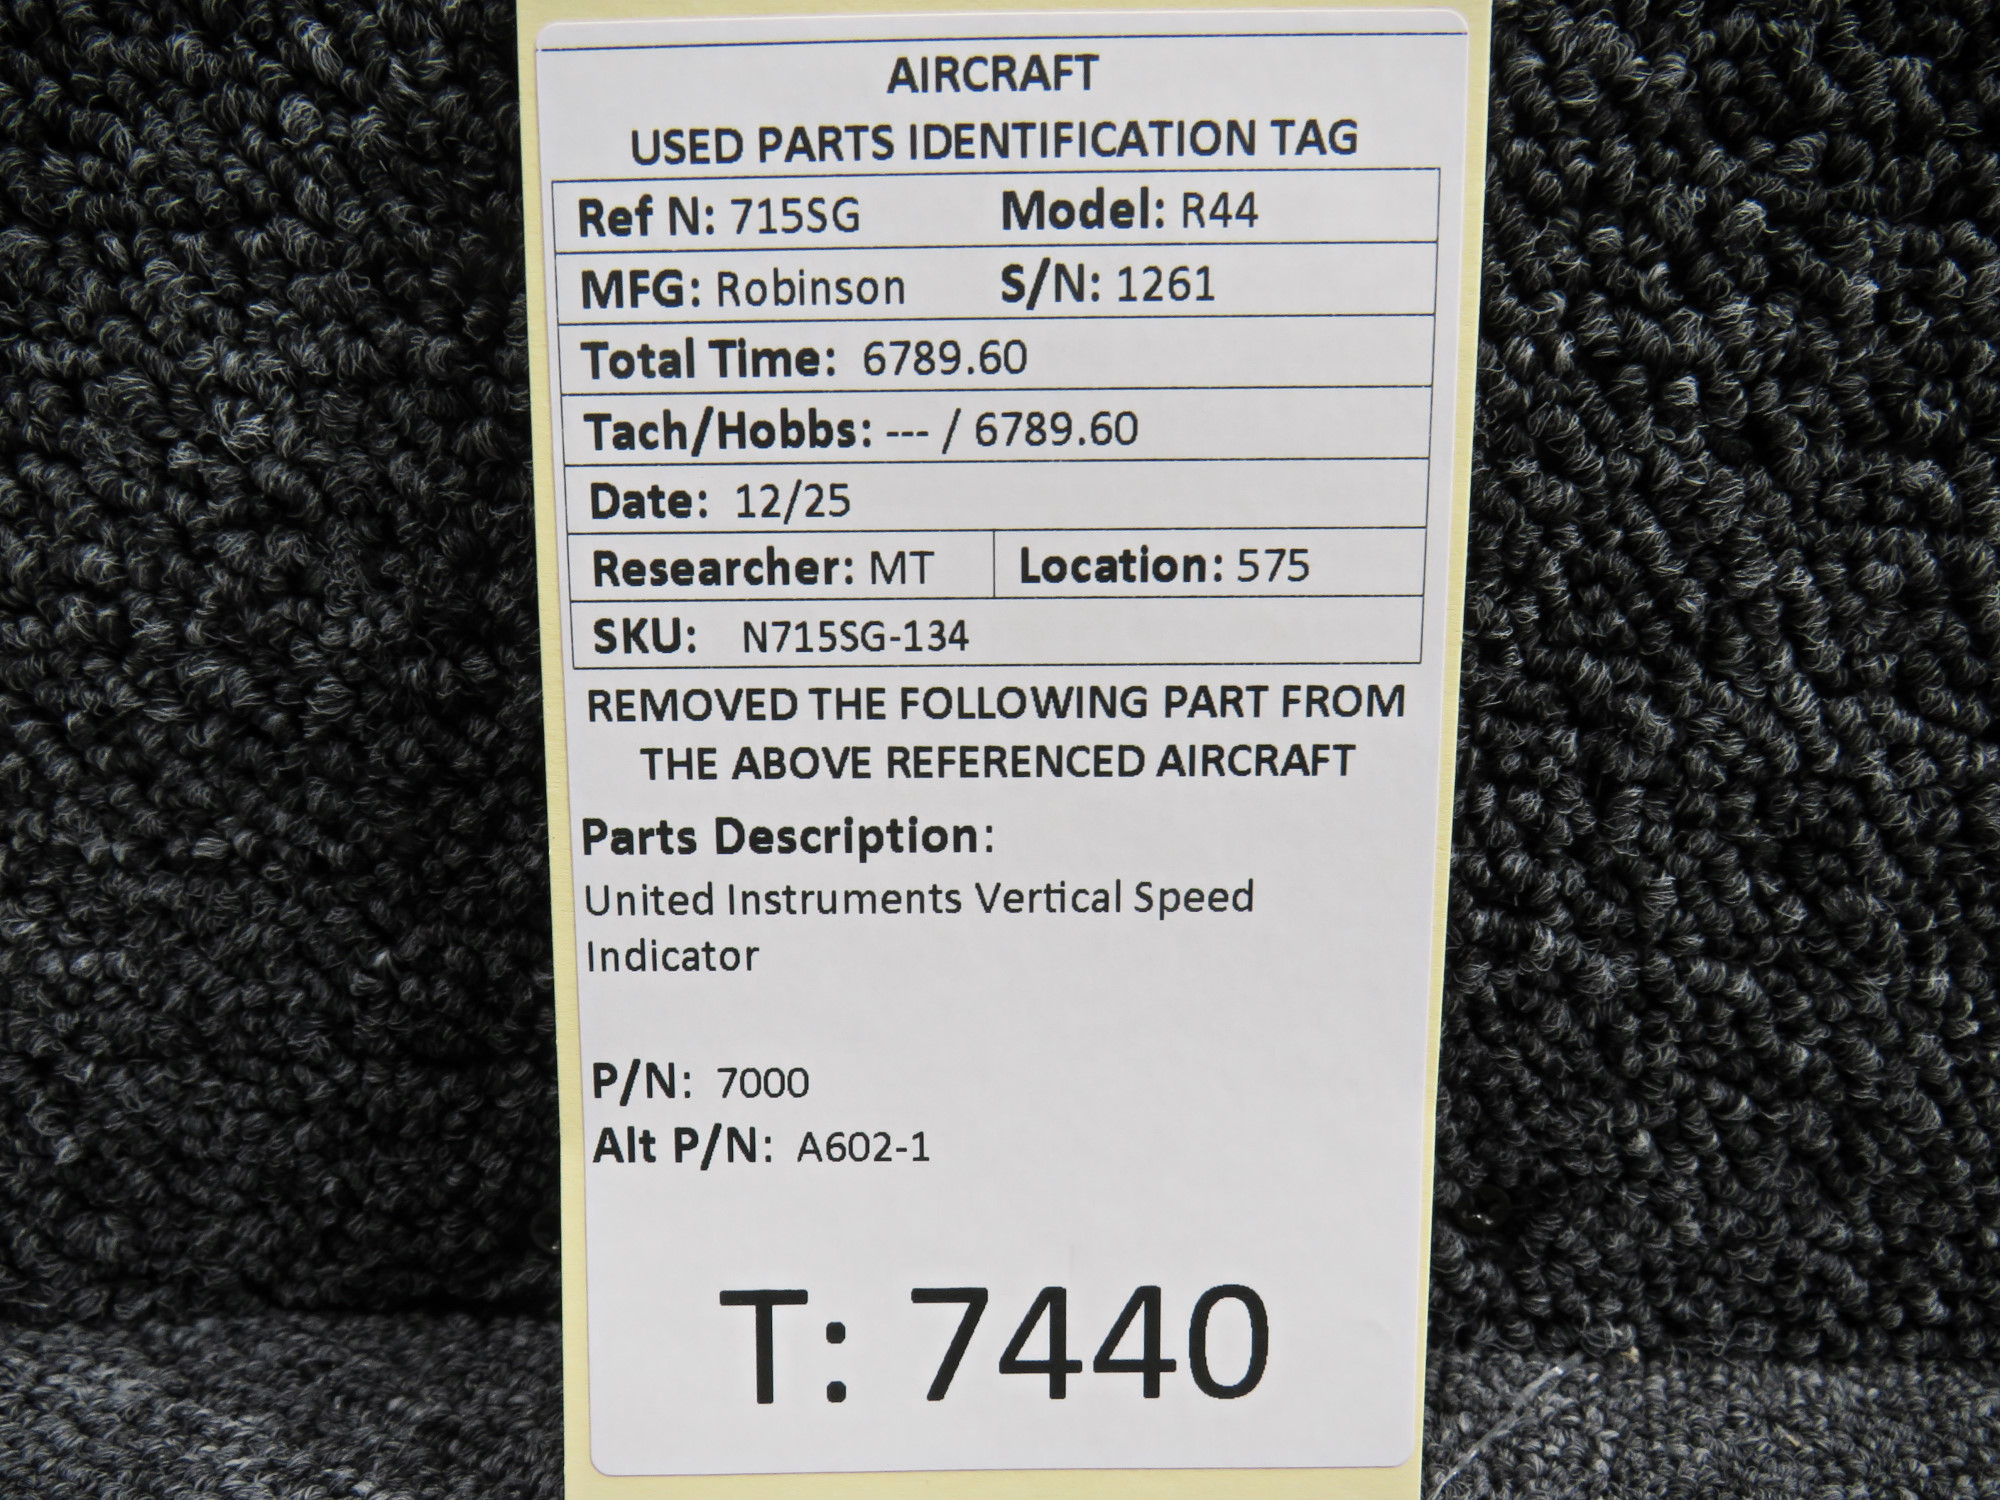 AIRCRAFT
USED PARTS IDENTIFICATION TAG
Ref N: 715SG Model: R44
MFG: Robinson S/N: 1261
Total Time: 6789.60
Tach/Hobbs: --- / 6789.60
Date: 12/25
Researcher: MT Location: 575
SKU: N715SG-134
REMOVED THE FOLLOWING PART FROM
THE ABOVE REFERENCED AIRCRAFT
Parts Description:
United Instruments Vertical Speed
Indicator
P/N: 7000
Alt P/N: A602-1
T: 7440